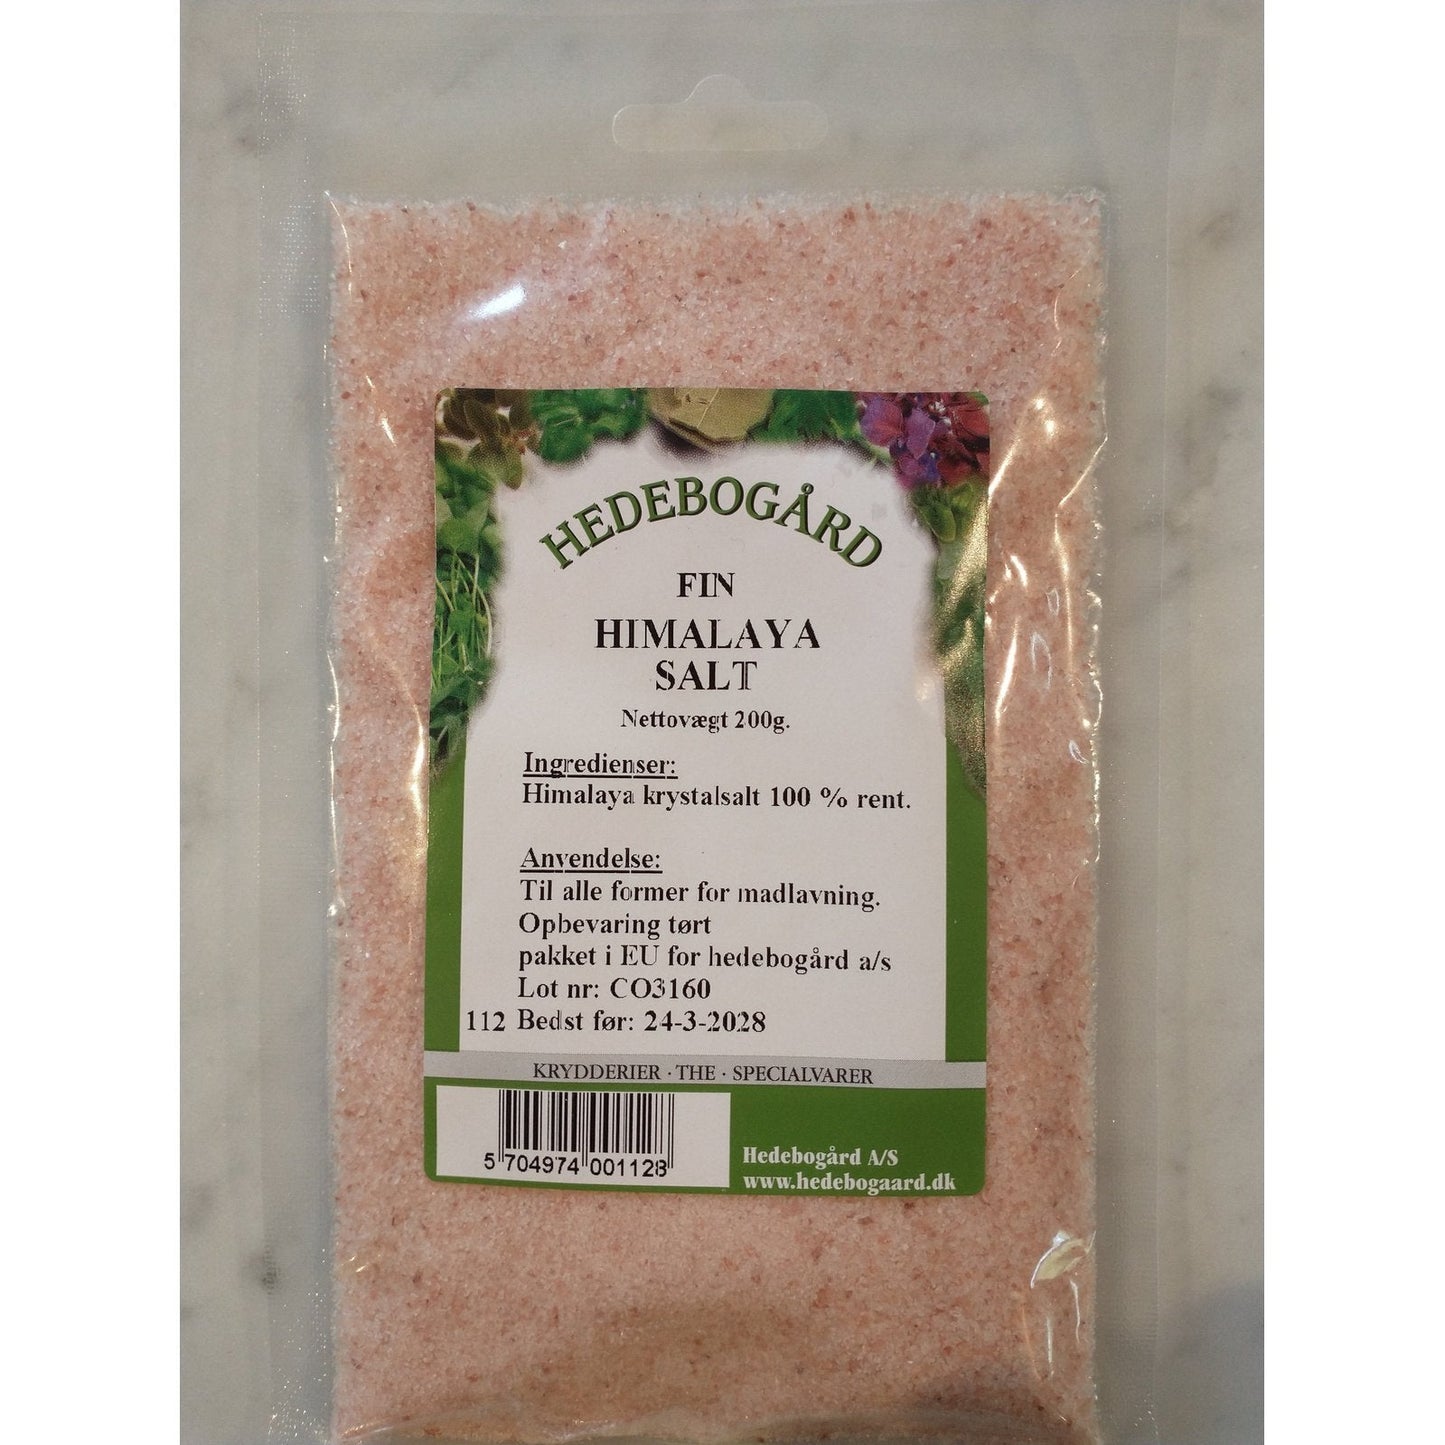 HEDEBOGÅRD
FIN
HIMALAYA
SALT
Nettovægt 200g.
Ingredienser:
Himalaya krystalsalt 100 % rent.
Anvendelse:
Til alle former for madlavning.
Opbevaring tørt
pakket i EU for hedebogård a/s
Lot nr: CO3160
112 Bedst før: 24-3-2028
KRYDDERIER · THE · SPECIALVARER
5 704974 001128
Hedebogård A/S
www.hedebogaard.dk